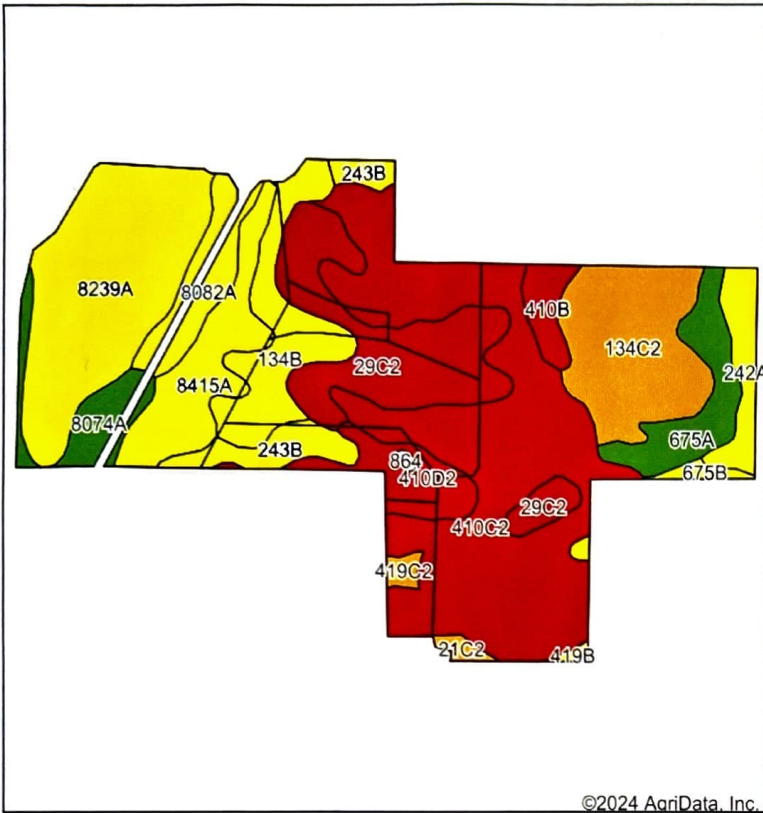 243B
8239A
8082A
410B
134C2
134B
29C2
242A
8415A
8074A
675A
243B
864
675B
410D2
29C2
410C2
419C2
21C2
419B
©2024 AgriData, Inc.